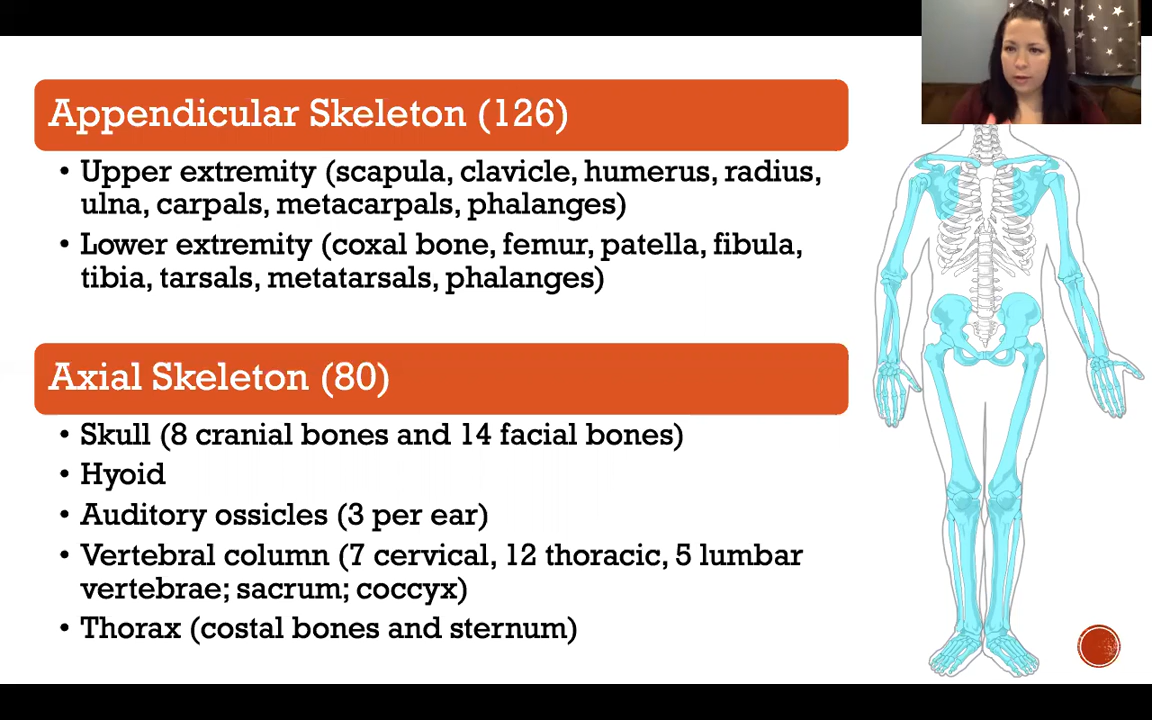 Appendicular Skeleton (126)
• Upper extremity (scapula, clavicle, humerus, radius,
ulna, carpals, metacarpals, phalanges)
• Lower extremity (coxal bone, femur, patella, fibula,
tibia, tarsals, metatarsals, phalanges)
Axial Skeleton (80)
• Skull (8 cranial bones and 14 facial bones)
• Hyoid
• Auditory ossicles (3 per ear)
• Vertebral column (7 cervical, 12 thoracic, 5 lumbar
vertebrae; sacrum; coccyx)
• Thorax (costal bones and sternum)